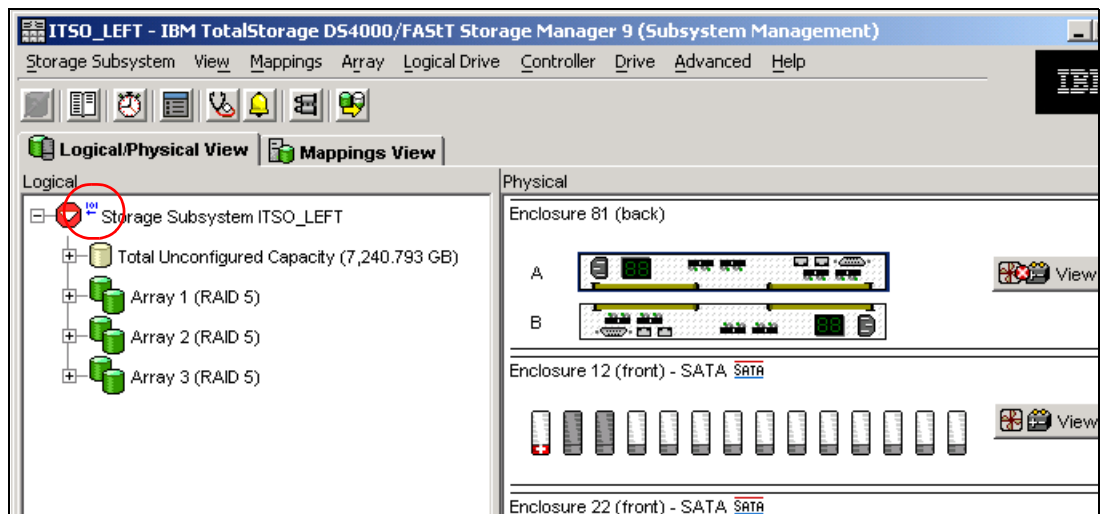 ITSO_LEFT - IBM TotalStorage DS4000/FAStT Storage Manager 9 (Subsystem Management)
Storage Subsystem View Mappings Array Logical Drive Controller Drive Advanced Help
Logical/Physical View Mappings View
Logical
Storage Subsystem ITSO_LEFT
Total Unconfigured Capacity (7,240.793 GB)
Array 1 (RAID 5)
Array 2 (RAID 5)
Array 3 (RAID 5)
Physical
Enclosure 81 (back)
A
88
View
B
88
Enclosure 12 (front) - SATA SATA
View
Enclosure 22 (front) - SATA SATA